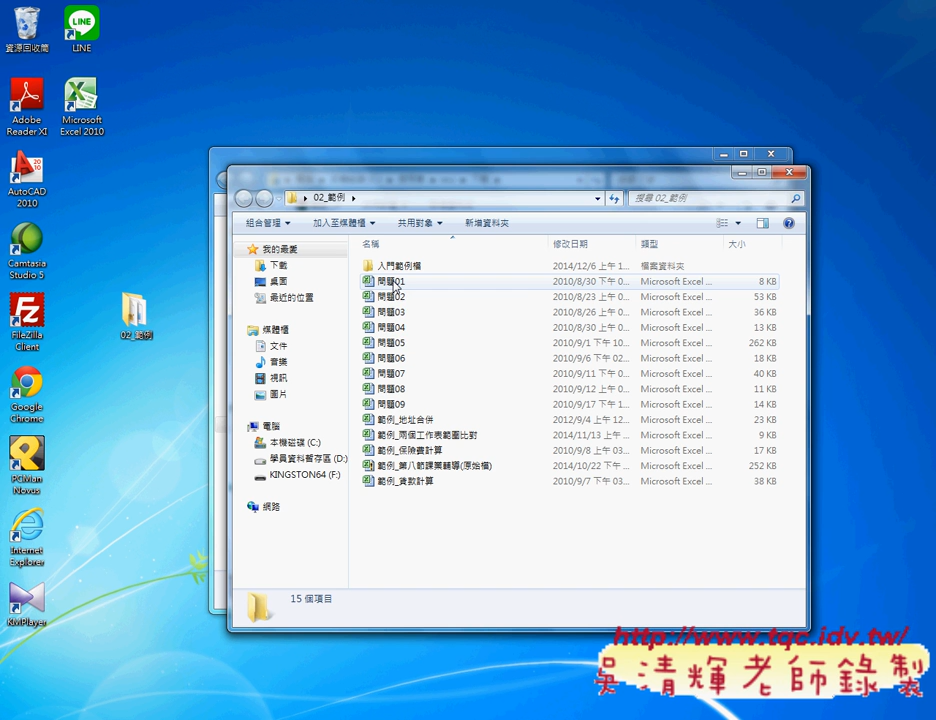 資源回收筒
LINE
Adobe Reader XI
Microsoft Excel 2010
AutoCAD 2010
Camtasia Studio 5
FileZilla Client
Google Chrome
PCMan Novus
Internet Explorer
KMPlayer
02_範例
02_範例
搜尋 02_範例
組合管理 加入至媒體櫃 共用對象 新增資料夾
我的最愛
下載
桌面
最近的位置
媒體櫃
文件
音樂
視訊
圖片
電腦
本機磁碟 (C:)
學員資料暫存區 (D:)
KINGSTON64 (F:)
網路
名稱 修改日期 類型 大小
入門範例檔 2014/12/6 上午 1... 檔案資料夾
問題01 2010/8/30 下午 0... Microsoft Excel ... 8 KB
問題02 2010/8/23 上午 0... Microsoft Excel ... 53 KB
問題03 2010/8/26 上午 0... Microsoft Excel ... 36 KB
問題04 2010/8/30 上午 0... Microsoft Excel ... 13 KB
問題05 2010/9/1 下午 10... Microsoft Excel ... 262 KB
問題06 2010/9/6 下午 02... Microsoft Excel ... 18 KB
問題07 2010/9/11 下午 0... Microsoft Excel ... 40 KB
問題08 2010/9/12 上午 0... Microsoft Excel ... 11 KB
問題09 2010/9/17 下午 1... Microsoft Excel ... 14 KB
範例_地址合併 2012/9/4 上午 12... Microsoft Excel ... 23 KB
範例_兩個工作表範圍比對 2014/11/13 上午 ... Microsoft Excel ... 9 KB
範例_保險費計算 2010/9/8 上午 03... Microsoft Excel ... 17 KB
範例_第八節課業輔導(原始檔) 2014/10/22 下午 ... Microsoft Excel ... 252 KB
範例_貸款計算 2010/9/7 下午 03... Microsoft Excel ... 38 KB
15 個項目
http://www.tqc.idv.tw/
吳清輝老師錄製